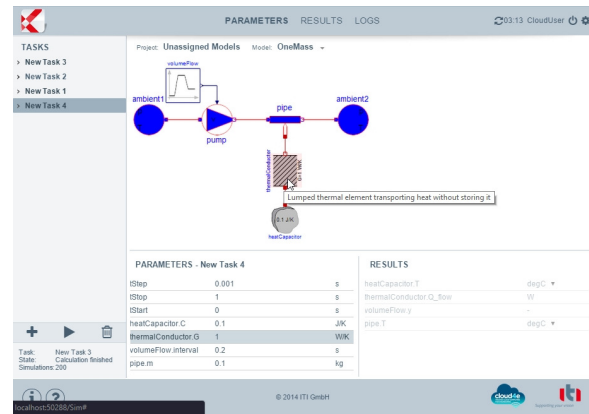 PARAMETERS RESULTS LOGS
03:13 CloudUser
TASKS
› New Task 3
› New Task 2
› New Task 1
› New Task 4
Project: Unassigned Models Model: OneMass
volumeFlow
ambient1
pump
pipe
ambient2
thermalConductor
G=1 W/K
Lumped thermal element transporting heat without storing it
0.1 J/K
heatCapacitor
PARAMETERS - New Task 4
tStep 0.001 s
tStop 1 s
tStart 0 s
heatCapacitor.C 0.1 J/K
thermalConductor.G 1 W/K
volumeFlow.interval 0.2 s
pipe.m 0.1 kg
RESULTS
heatCapacitor.T degC
thermalConductor.Q_flow W
volumeFlow.y -
pipe.T degC
Task: New Task 3
State: Calculation finished
Simulations: 200
© 2014 ITI GmbH
cloud4e
iti
localhost:50288/Sim#